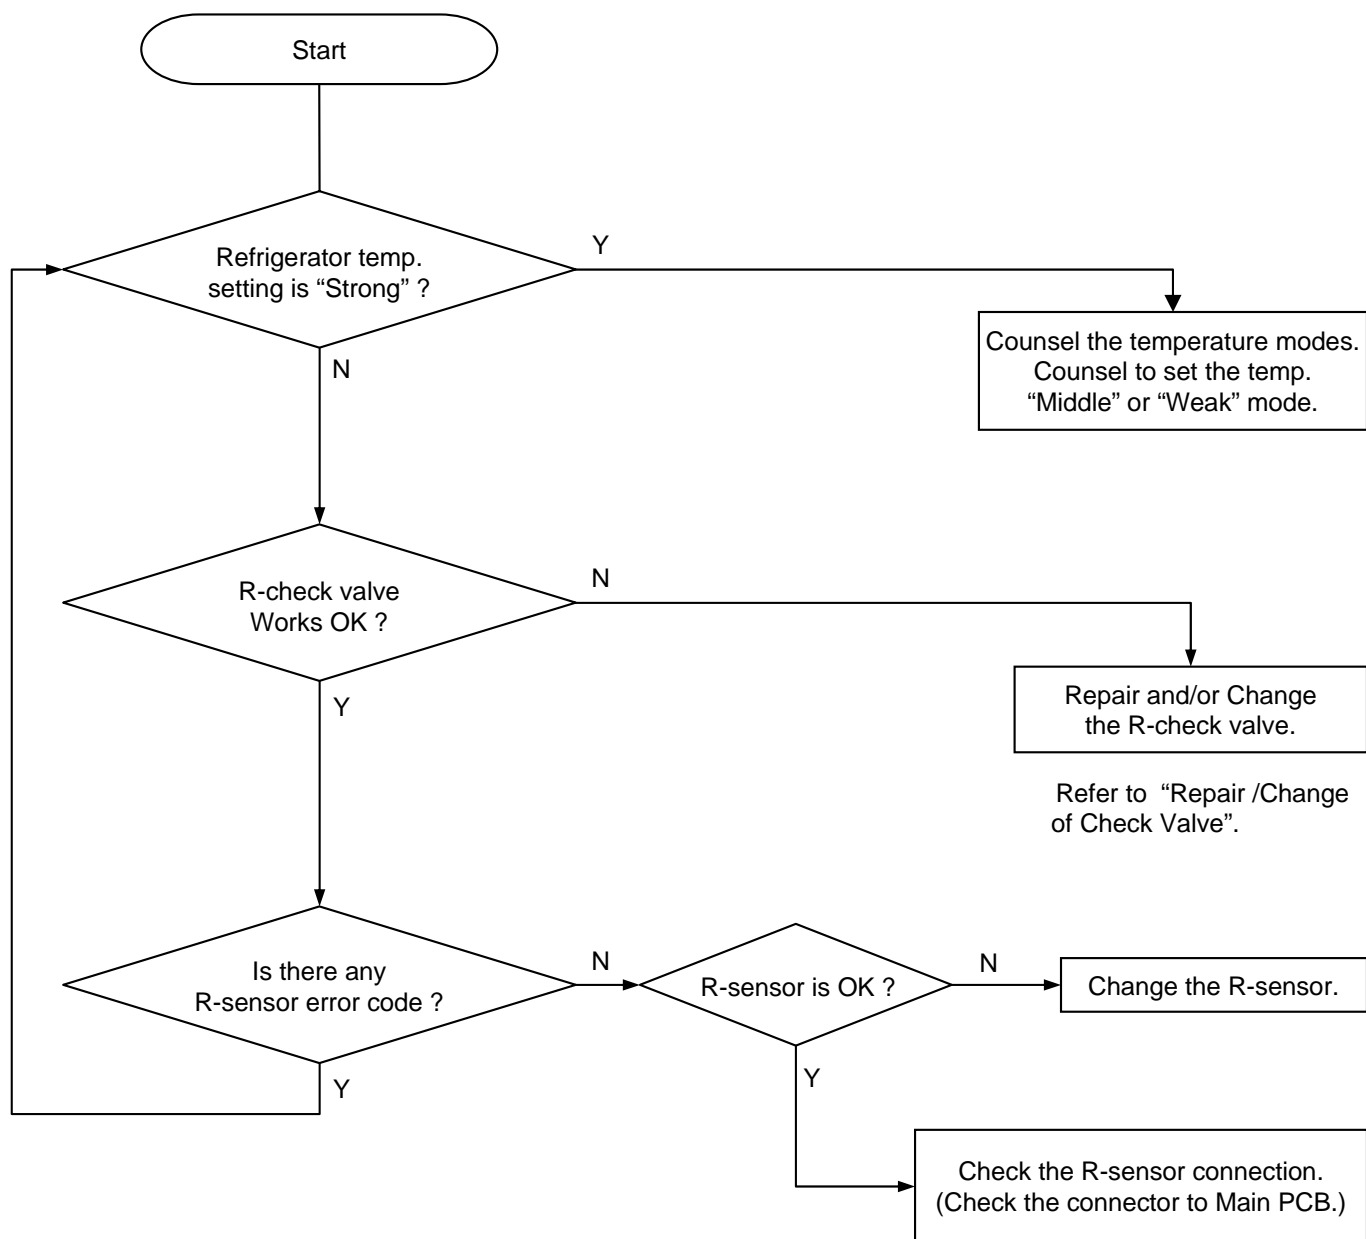 Start
Refrigerator temp.
setting is “Strong” ?
Y
N
Counsel the temperature modes.
Counsel to set the temp.
“Middle” or “Weak” mode.
R-check valve
Works OK ?
N
Y
Repair and/or Change
the R-check valve.
Refer to “Repair /Change
of Check Valve”.
Is there any
R-sensor error code ?
N
Y
R-sensor is OK ?
N
Y
Change the R-sensor.
Check the R-sensor connection.
(Check the connector to Main PCB.)